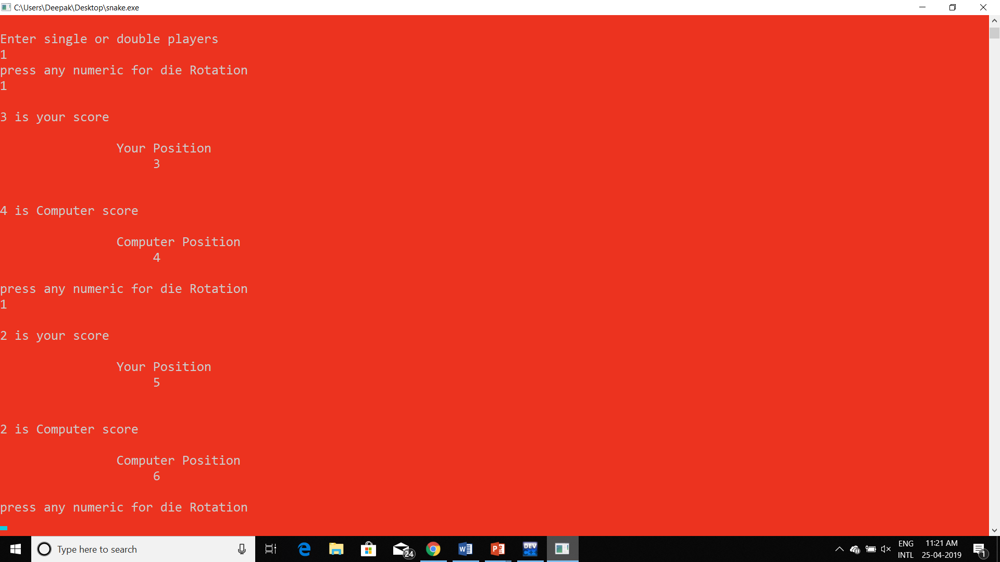 C:\Users\Deepak\Desktop\snake.exe
Enter single or double players
1
press any numeric for die Rotation
1
3 is your score
Your Position
3
4 is Computer score
Computer Position
4
press any numeric for die Rotation
1
2 is your score
Your Position
5
2 is Computer score
Computer Position
6
press any numeric for die Rotation
Type here to search
24
W
P
DEV
C++
ENG
INTL
11:21 AM
25-04-2019
1